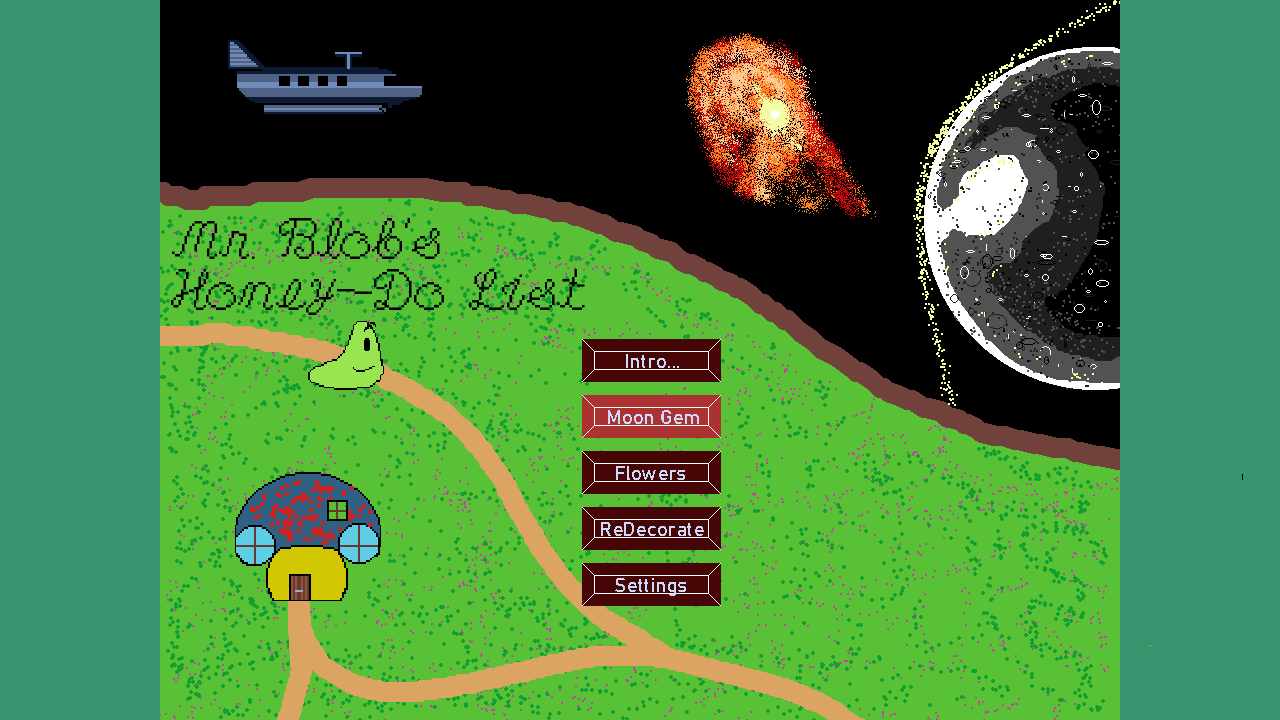 Mr. Blob's
Honey-Do List
Intro...
Moon Gem
Flowers
ReDecorate
Settings